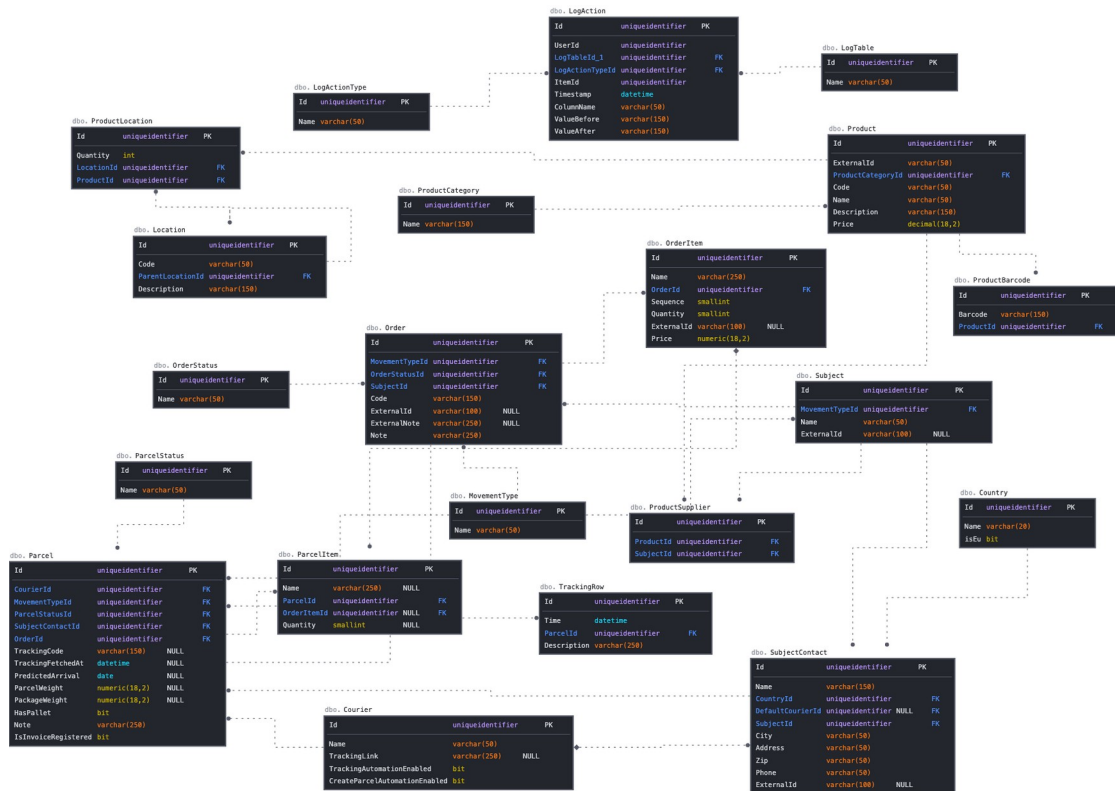 dbo. LogAction
Id uniqueidentifier PK
UserId uniqueidentifier
LogTableId_1 uniqueidentifier FK
LogActionTypeId uniqueidentifier FK
ItemId uniqueidentifier
Timestamp datetime
ColumnName varchar(50)
ValueBefore varchar(150)
ValueAfter varchar(150)
dbo. LogTable
Id uniqueidentifier PK
Name varchar(50)
dbo. LogActionType
Id uniqueidentifier PK
Name varchar(50)
dbo. ProductLocation
Id uniqueidentifier PK
Quantity int
LocationId uniqueidentifier FK
ProductId uniqueidentifier FK
dbo. Product
Id uniqueidentifier PK
ExternalId varchar(50)
ProductCategoryId uniqueidentifier FK
Code varchar(50)
Name varchar(50)
Description varchar(150)
Price decimal(18,2)
dbo. ProductCategory
Id uniqueidentifier PK
Name varchar(150)
dbo. Location
Id uniqueidentifier PK
Code varchar(50)
ParentLocationId uniqueidentifier FK
Description varchar(150)
dbo. OrderItem
Id uniqueidentifier PK
Name varchar(250)
OrderId uniqueidentifier FK
Sequence smallint
Quantity smallint
ExternalId varchar(100) NULL
Price numeric(18,2)
dbo. ProductBarcode
Id uniqueidentifier PK
Barcode varchar(150)
ProductId uniqueidentifier FK
dbo. Order
Id uniqueidentifier PK
MovementTypeId uniqueidentifier FK
OrderStatusId uniqueidentifier FK
SubjectId uniqueidentifier FK
Code varchar(150)
ExternalId varchar(100) NULL
ExternalNote varchar(250) NULL
Note varchar(250)
dbo. OrderStatus
Id uniqueidentifier PK
Name varchar(50)
dbo. Subject
Id uniqueidentifier PK
MovementTypeId uniqueidentifier FK
Name varchar(50)
ExternalId varchar(100) NULL
dbo. ParcelStatus
Id uniqueidentifier PK
Name varchar(50)
dbo. MovementType
Id uniqueidentifier PK
Name varchar(50)
dbo. ProductSupplier
Id uniqueidentifier PK
ProductId uniqueidentifier FK
SubjectId uniqueidentifier FK
dbo. Country
Id uniqueidentifier PK
Name varchar(20)
isEu bit
dbo. Parcel
Id uniqueidentifier PK
CourierId uniqueidentifier FK
MovementTypeId uniqueidentifier FK
ParcelStatusId uniqueidentifier FK
SubjectContactId uniqueidentifier FK
OrderId uniqueidentifier FK
TrackingCode varchar(150) NULL
TrackingFetchedAt datetime NULL
PredictedArrival date NULL
ParcelWeight numeric(18,2) NULL
PackageWeight numeric(18,2) NULL
HasPallet bit
Note varchar(250)
IsInvoiceRegistered bit
dbo. ParcelItem
Id uniqueidentifier PK
Name varchar(250) NULL
ParcelId uniqueidentifier FK
OrderItemId uniqueidentifier NULL FK
Quantity smallint NULL
dbo. TrackingRow
Id uniqueidentifier PK
Time datetime
ParcelId uniqueidentifier FK
Description varchar(250)
dbo. SubjectContact
Id uniqueidentifier PK
Name varchar(150)
CountryId uniqueidentifier FK
DefaultCourierId uniqueidentifier NULL FK
SubjectId uniqueidentifier FK
City varchar(50)
Address varchar(50)
Zip varchar(50)
Phone varchar(50)
ExternalId varchar(100) NULL
dbo. Courier
Id uniqueidentifier PK
Name varchar(50)
TrackingLink varchar(250) NULL
TrackingAutomationEnabled bit
CreateParcelAutomationEnabled bit